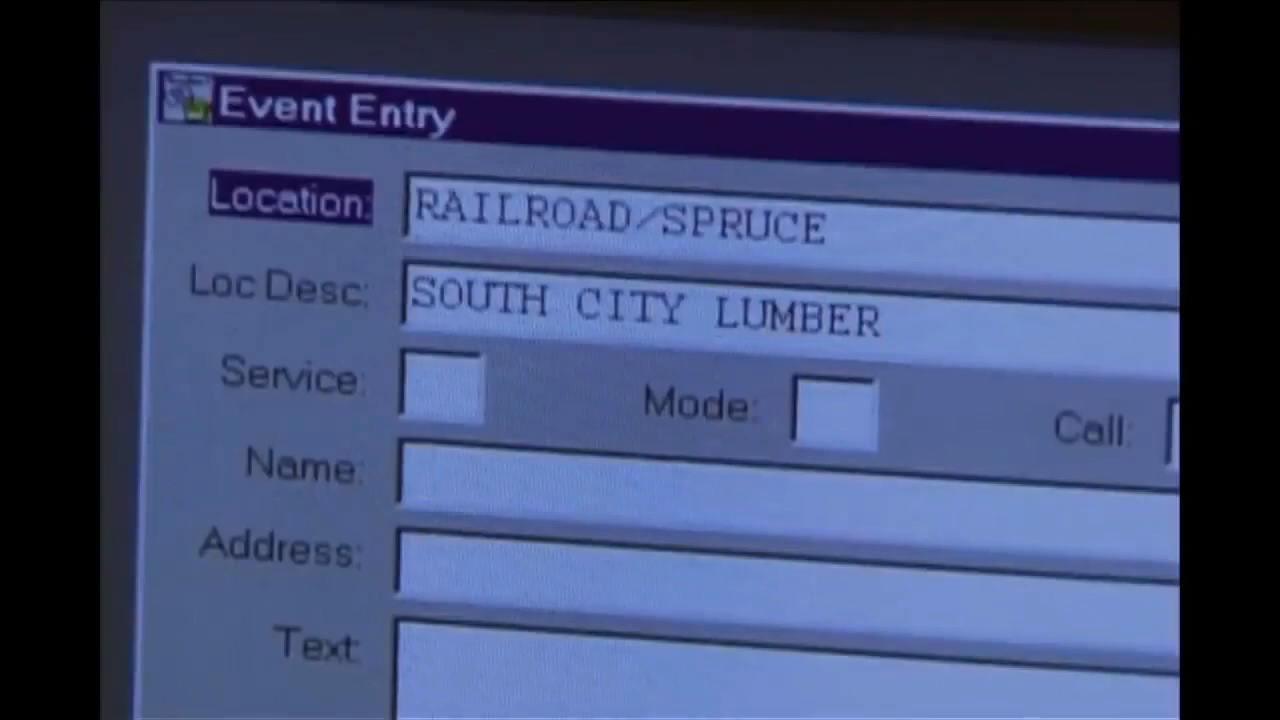 Event Entry
Location: RAILROAD/SPRUCE
Loc Desc: SOUTH CITY LUMBER
Service: Mode: Call:
Name:
Address:
Text: